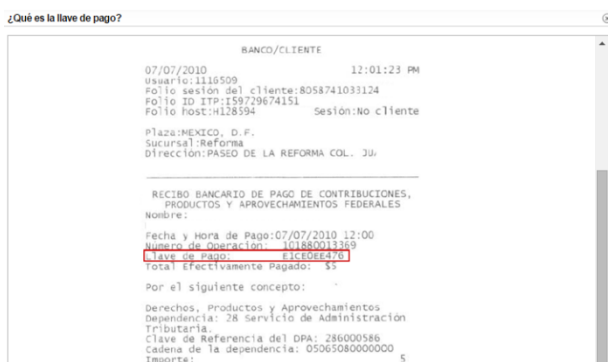 ¿Qué es la llave de pago?
BANCO/CLIENTE
07/07/2010 12:01:23 PM
Usuario:1116509
Folio sesión del cliente:8058741033124
Folio ID ITP:I59729674151
Folio host:H128594 Sesión:No cliente
Plaza:MEXICO, D.F.
Sucursal:Reforma
Dirección:PASEO DE LA REFORMA COL. JU
RECIBO BANCARIO DE PAGO DE CONTRIBUCIONES,
PRODUCTOS Y APROVECHAMIENTOS FEDERALES
Nombre:
Fecha y Hora de Pago:07/07/2010 12:00
Número de Operación: 101880013369
Llave de Pago: E1CE0EE476
Total Efectivamente Pagado: $5
Por el siguiente concepto:
Derechos, Productos y Aprovechamientos
Dependencia: 28 Servicio de Administración
Tributaria.
Clave de Referencia del DPA: 286000586
Cadena de la dependencia: 05065080000000
Importe: 5